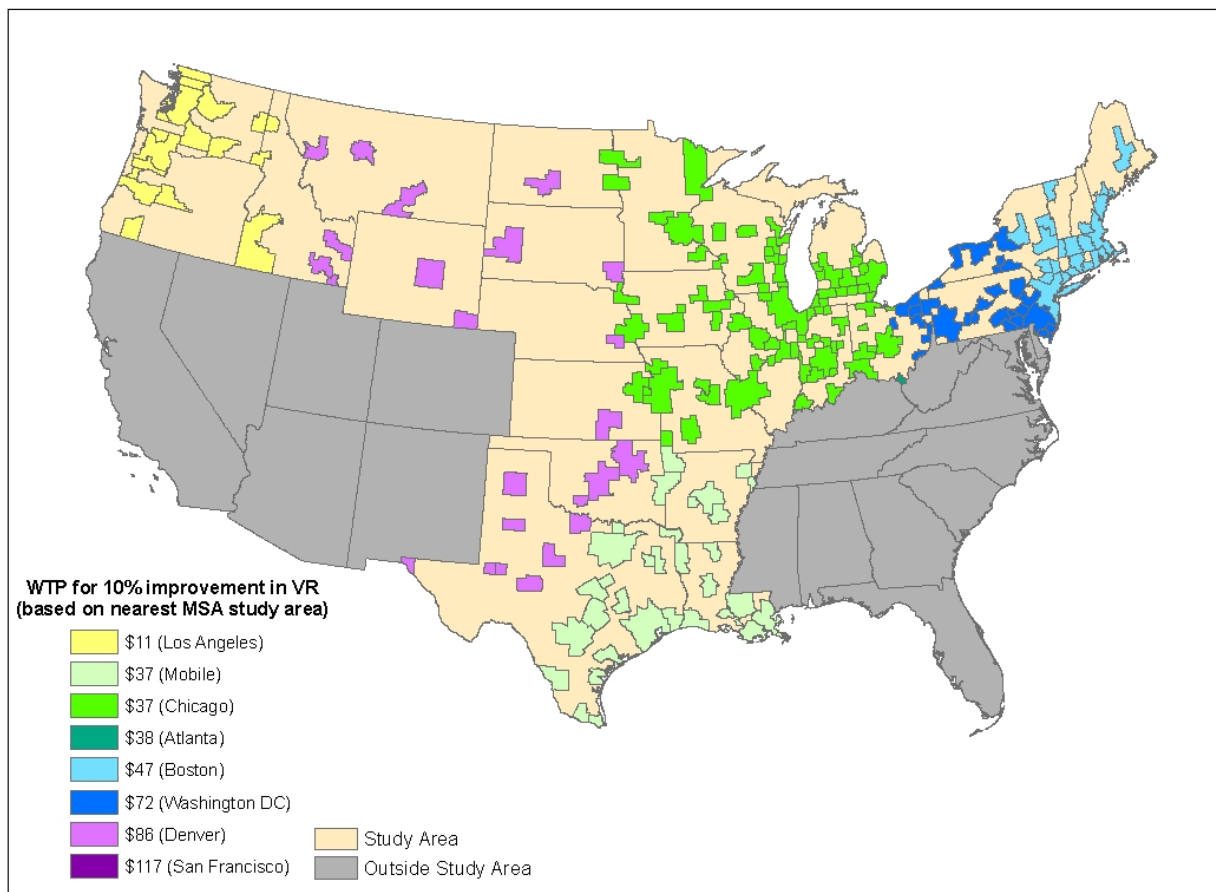 WTP for 10% improvement in VR
(based on nearest MSA study area)
$11 (Los Angeles)
$37 (Mobile)
$37 (Chicago)
$38 (Atlanta)
$47 (Boston)
$72 (Washington DC)
$86 (Denver)
$117 (San Francisco)
Study Area
Outside Study Area